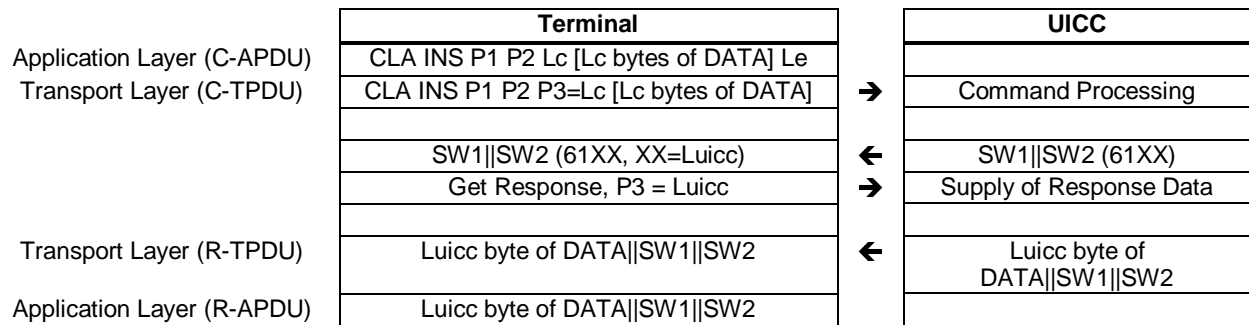 Terminal UICC
Application Layer (C-APDU) CLA INS P1 P2 Lc [Lc bytes of DATA] Le
Transport Layer (C-TPDU) CLA INS P1 P2 P3=Lc [Lc bytes of DATA] → Command Processing
SW1||SW2 (61XX, XX=Luicc) ← SW1||SW2 (61XX)
Get Response, P3 = Luicc → Supply of Response Data
Transport Layer (R-TPDU) Luicc byte of DATA||SW1||SW2 ← Luicc byte of
DATA||SW1||SW2
Application Layer (R-APDU) Luicc byte of DATA||SW1||SW2